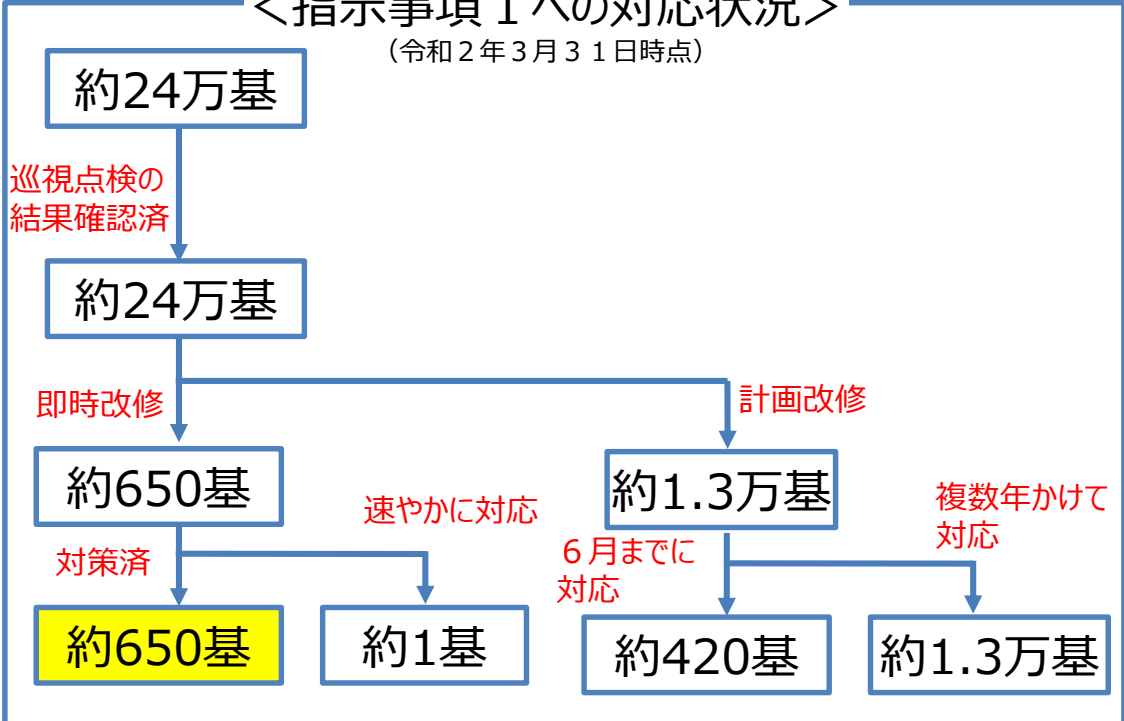 <指示事項１への対応状況>
（令和２年３月３１日時点）
約24万基
巡視点検の
結果確認済
約24万基
即時改修
計画改修
約650基
約1.3万基
速やかに対応
複数年かけて
対応
対策済
６月までに
対応
約650基
約1基
約420基
約1.3万基